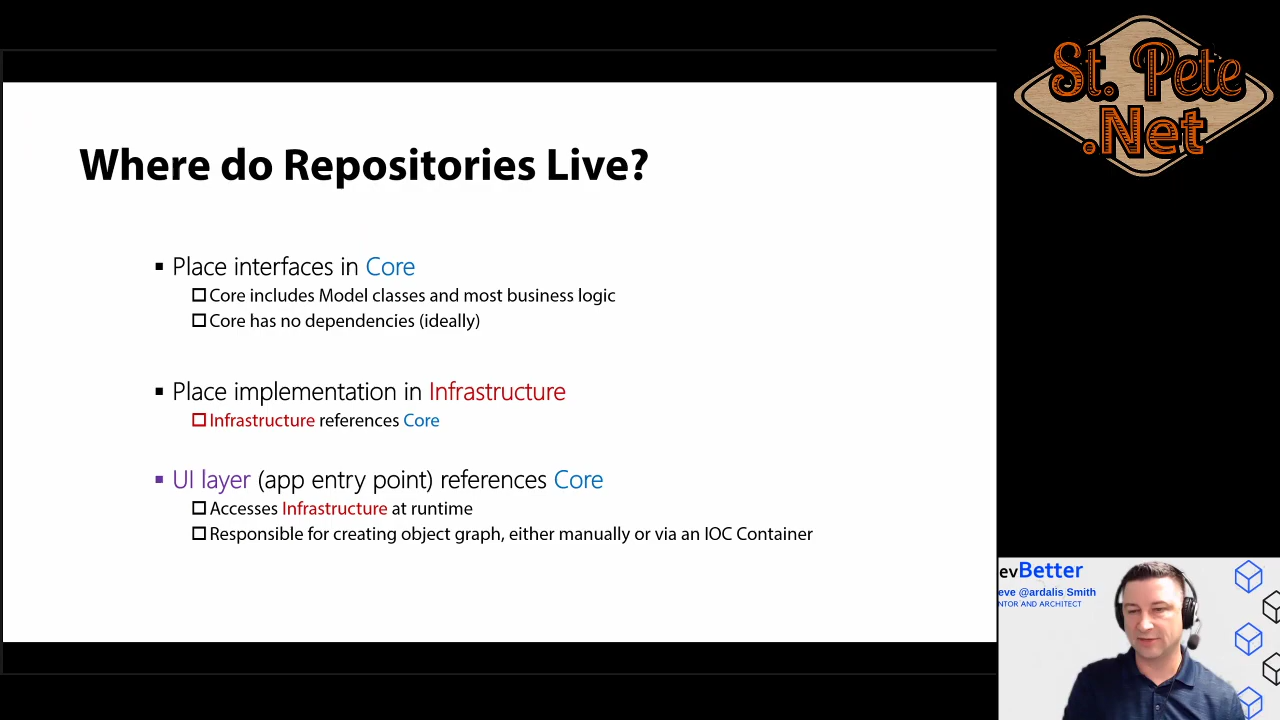 St. Pete
.Net
Where do Repositories Live?
Place interfaces in Core
Core includes Model classes and most business logic
Core has no dependencies (ideally)
Place implementation in Infrastructure
Infrastructure references Core
UI layer (app entry point) references Core
Accesses Infrastructure at runtime
Responsible for creating object graph, either manually or via an IOC Container
evBetter
eve @ardalis Smith
NTOR AND ARCHITECT